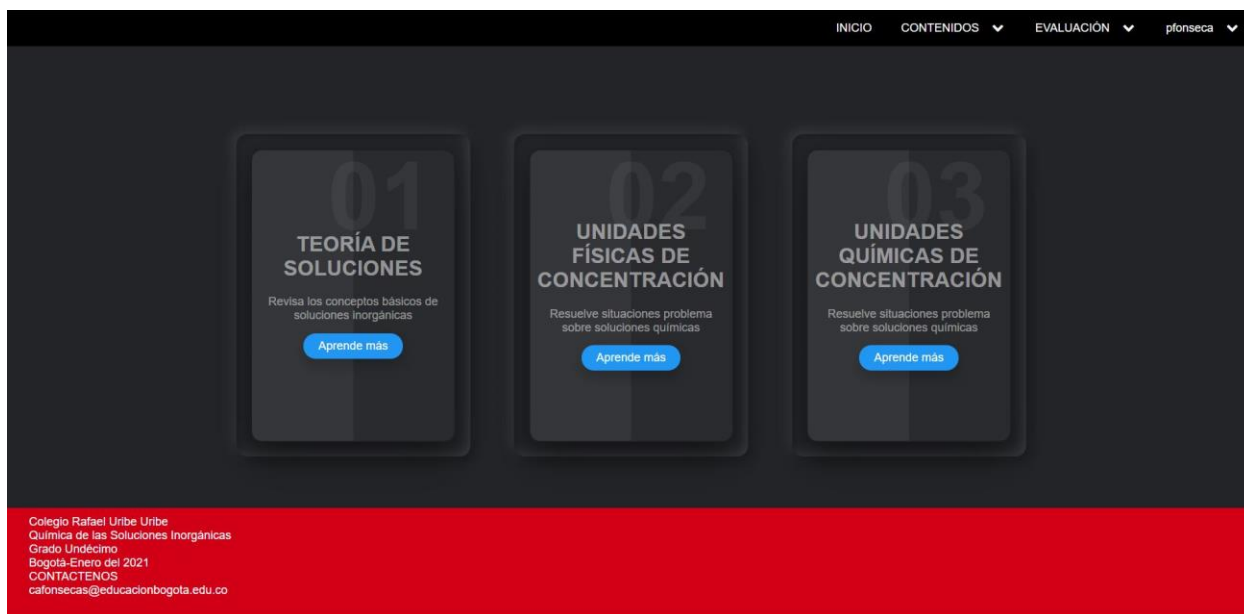 INICIO CONTENIDOS EVALUACIÓN pfonseca
01
TEORÍA DE
SOLUCIONES
Revisa los conceptos básicos de
soluciones inorgánicas
Aprende más
02
UNIDADES
FÍSICAS DE
CONCENTRACIÓN
Resuelve situaciones problema
sobre soluciones químicas
Aprende más
03
UNIDADES
QUÍMICAS DE
CONCENTRACIÓN
Resuelve situaciones problema
sobre soluciones químicas
Aprende más
Colegio Rafael Uribe Uribe
Química de las Soluciones Inorgánicas
Grado Undécimo
Bogotá-Enero del 2021
CONTACTENOS
cafonsecas@educacionbogota.edu.co